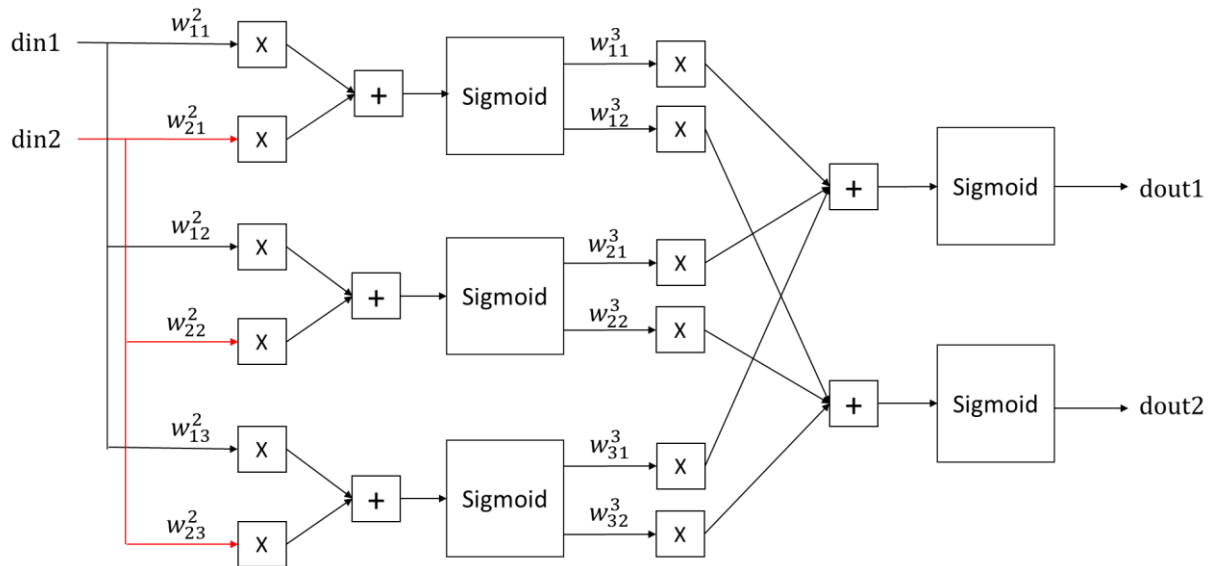 din1
w²₁₁
X
din2
w²₂₁
X
+
Sigmoid
w³₁₁
X
w³₁₂
X
w²₁₂
X
w²₂₂
X
+
Sigmoid
w³₂₁
X
w³₂₂
X
w²₁₃
X
w²₂₃
X
+
Sigmoid
w³₃₁
X
w³₃₂
X
+
Sigmoid
dout1
+
Sigmoid
dout2